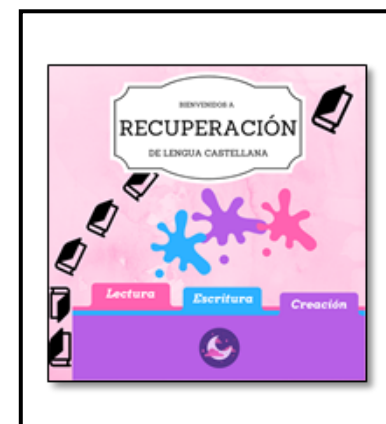 BIENVENIDOS A
RECUPERACIÓN
DE LENGUA CASTELLANA
Lectura
Escritura
Creación